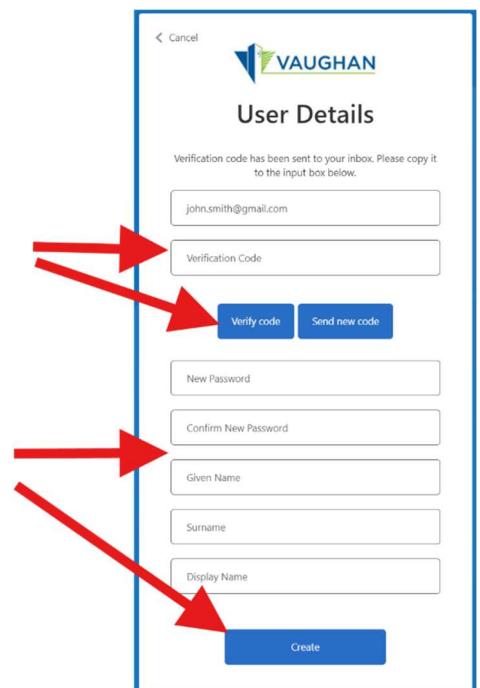 Cancel
VAUGHAN
User Details
Verification code has been sent to your inbox. Please copy it
to the input box below.
john.smith@gmail.com
Verification Code
Verify code
Send new code
New Password
Confirm New Password
Given Name
Surname
Display Name
Create